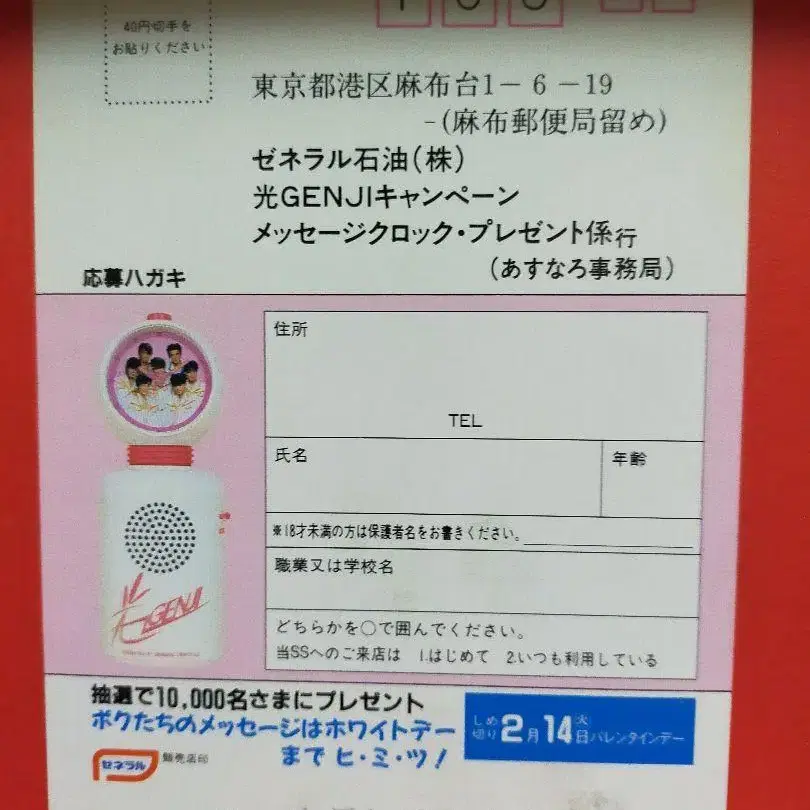 40円切手を
お貼りください
東京都港区麻布台1-6-19
-(麻布郵便局留め)
ゼネラル石油(株)
光GENJIキャンペーン
メッセージクロック・プレゼント係行
(あすなろ事務局)
応募ハガキ
住所
TEL
氏名
年齢
※18才未満の方は保護者名をお書きください。
職業又は学校名
どちらかを○で囲んでください。
当SSへのご来店は 1.はじめて 2.いつも利用している
光GENJI
抽選で10,000名さまにプレゼント
ボクたちのメッセージはホワイトデー
までヒ・ミ・ツ!
しめ切り2月14日火バレンタインデー
ゼネラル
販売店印